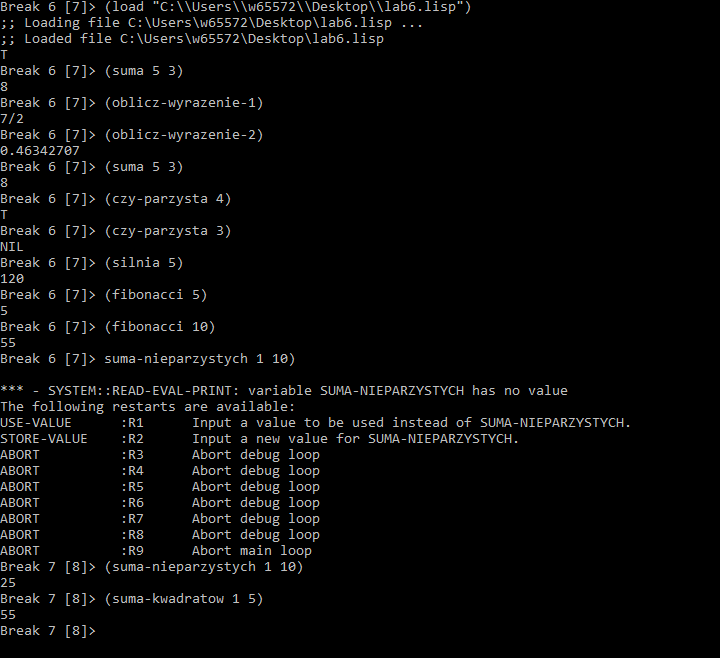 Break 6 [7]> (load "C:\\Users\\w65572\\Desktop\\lab6.lisp")
;; Loading file C:\Users\w65572\Desktop\lab6.lisp ...
;; Loaded file C:\Users\w65572\Desktop\lab6.lisp
T
Break 6 [7]> (suma 5 3)
8
Break 6 [7]> (oblicz-wyrazenie-1)
7/2
Break 6 [7]> (oblicz-wyrazenie-2)
0.46342707
Break 6 [7]> (suma 5 3)
8
Break 6 [7]> (czy-parzysta 4)
T
Break 6 [7]> (czy-parzysta 3)
NIL
Break 6 [7]> (silnia 5)
120
Break 6 [7]> (fibonacci 5)
5
Break 6 [7]> (fibonacci 10)
55
Break 6 [7]> suma-nieparzystych 1 10)
*** - SYSTEM::READ-EVAL-PRINT: variable SUMA-NIEPARZYSTYCH has no value
The following restarts are available:
USE-VALUE      :R1      Input a value to be used instead of SUMA-NIEPARZYSTYCH.
STORE-VALUE    :R2      Input a new value for SUMA-NIEPARZYSTYCH.
ABORT          :R3      Abort debug loop
ABORT          :R4      Abort debug loop
ABORT          :R5      Abort debug loop
ABORT          :R6      Abort debug loop
ABORT          :R7      Abort debug loop
ABORT          :R8      Abort debug loop
ABORT          :R9      Abort main loop
Break 7 [8]> (suma-nieparzystych 1 10)
25
Break 7 [8]> (suma-kwadratow 1 5)
55
Break 7 [8]>